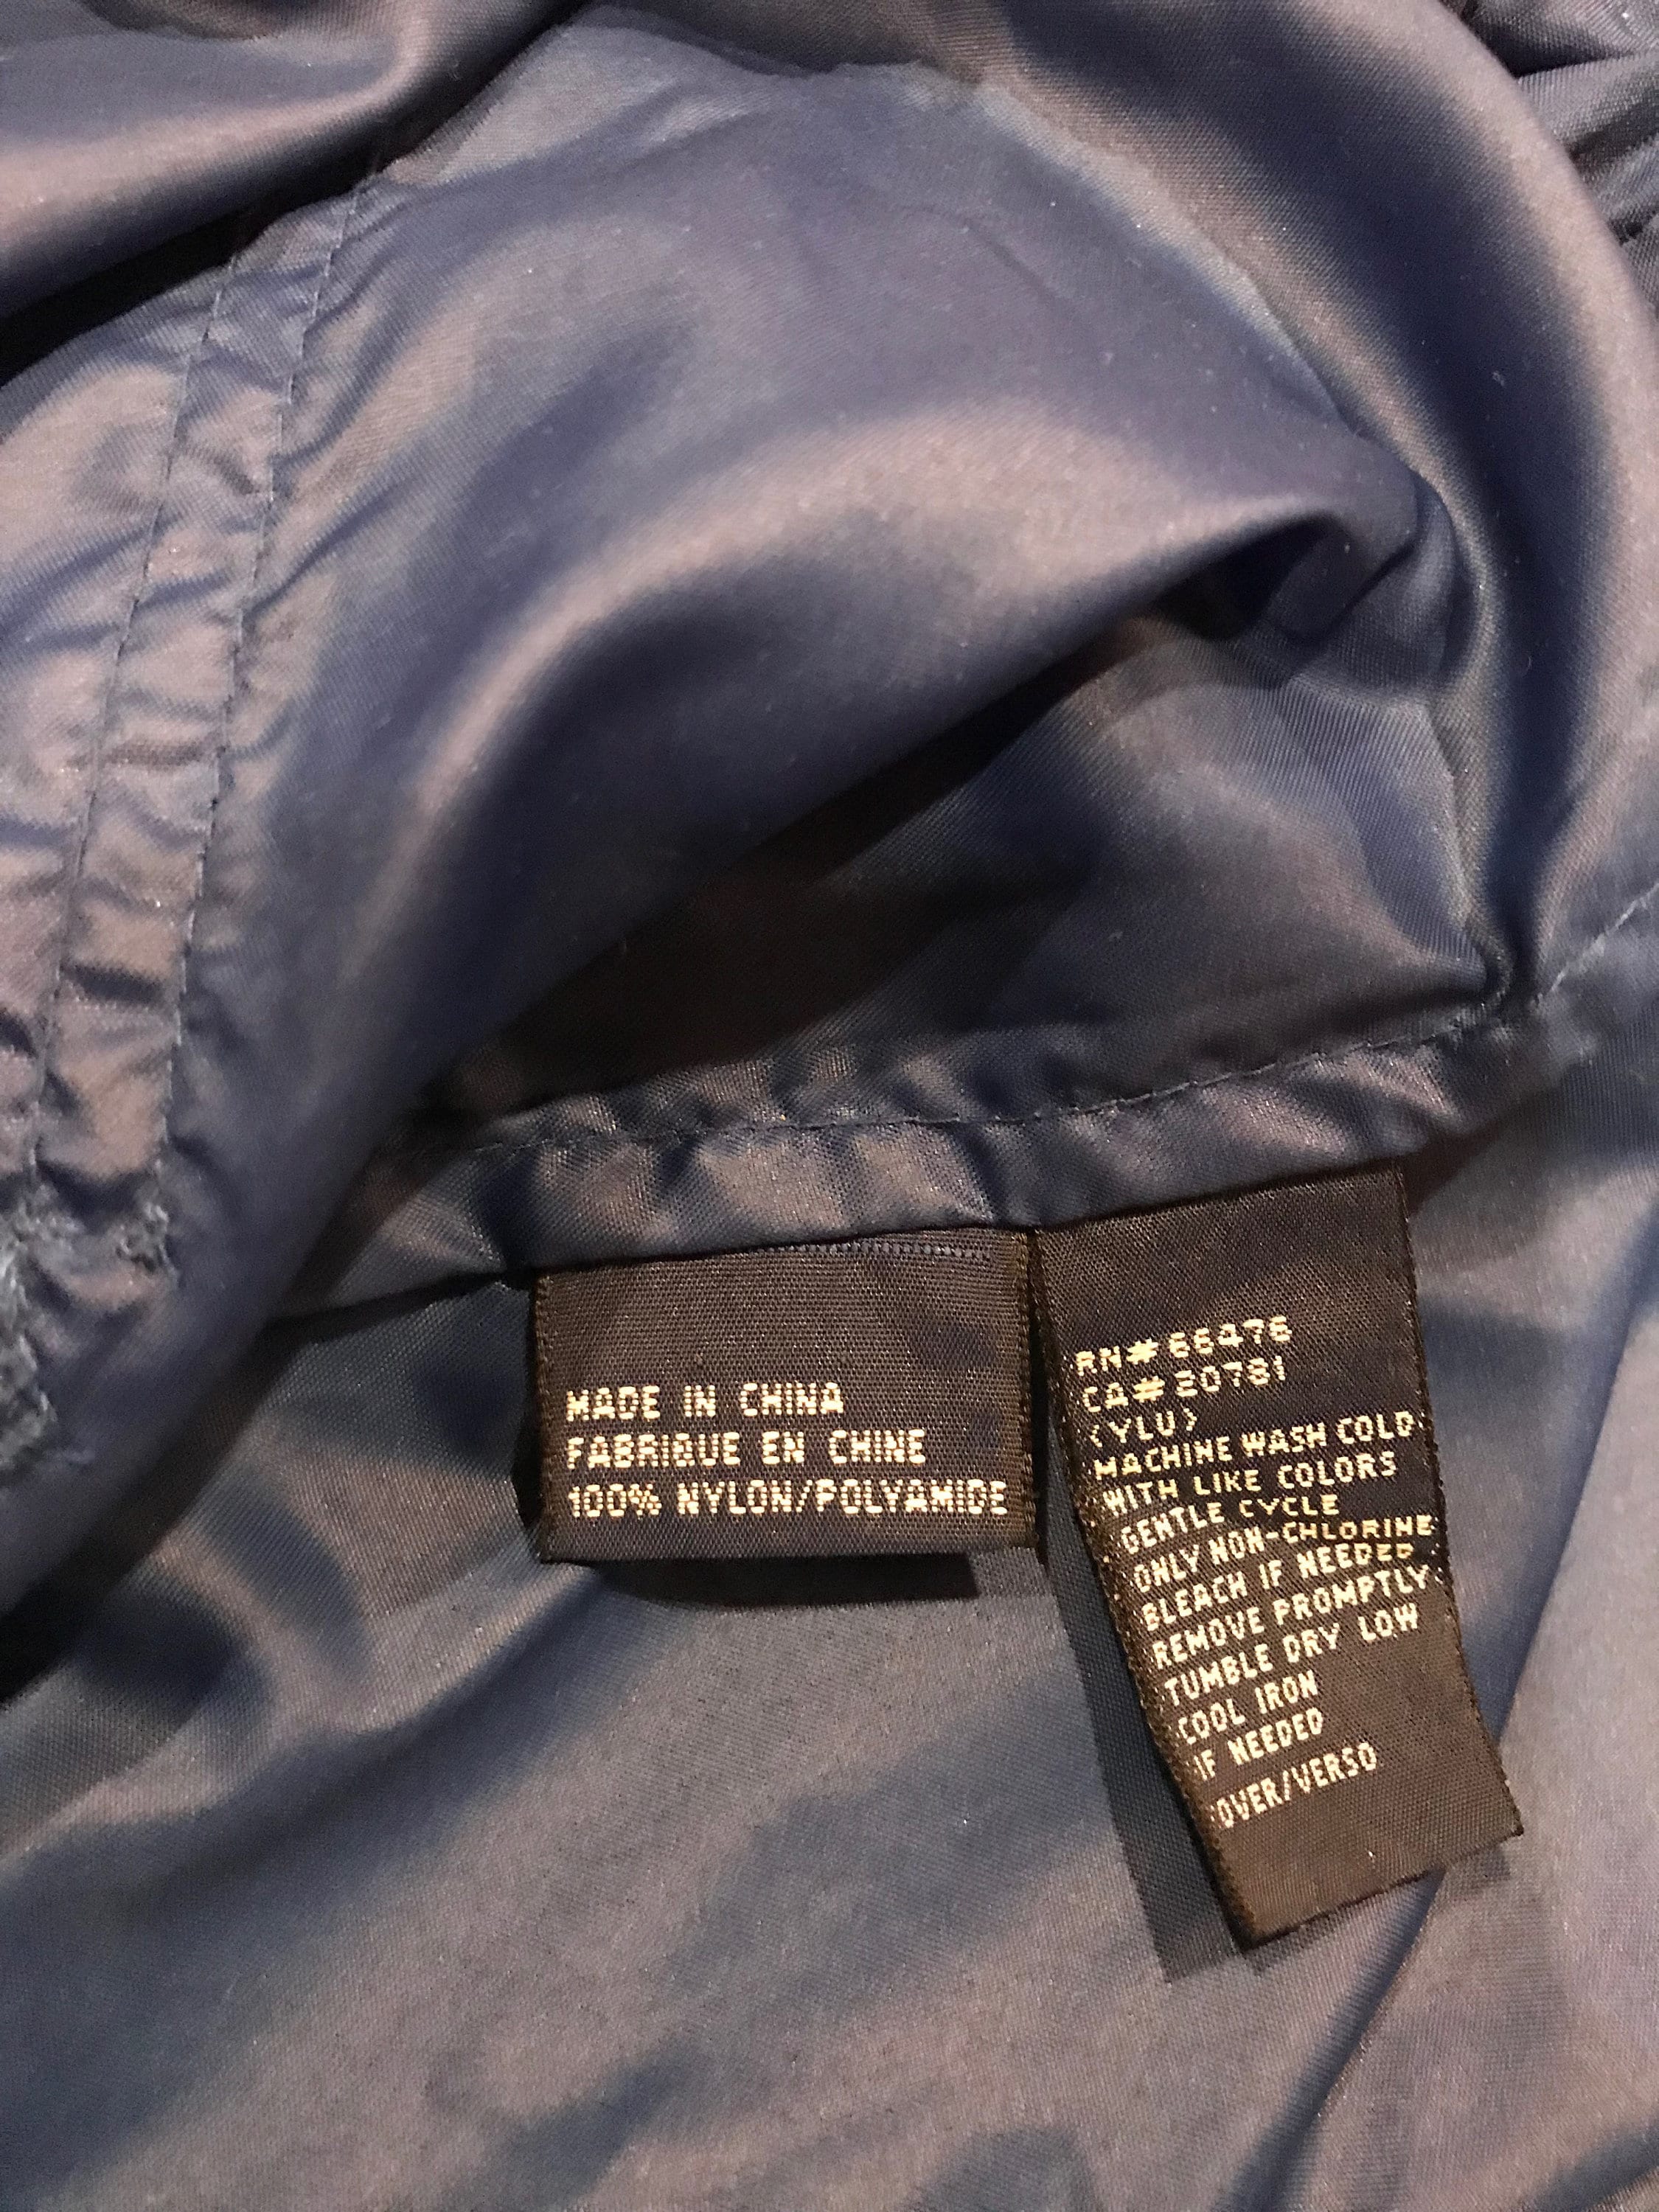 MADE IN CHINA
FABRIQUE EN CHINE
100% NYLON/POLYAMIDE
RN# 66476
CA# 20781
(YLU)
MACHINE WASH COLD
WITH LIKE COLORS
GENTLE CYCLE
ONLY NON-CHLORINE
BLEACH IF NEEDED
REMOVE PROMPTLY
TUMBLE DRY LOW
COOL IRON
IF NEEDED
OVER/VERSO